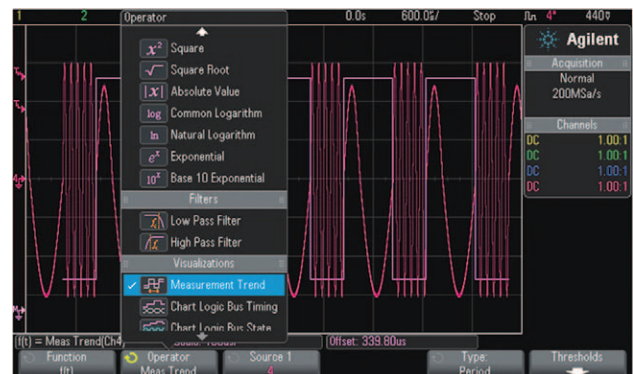 1 2 0.0s 600.0%/ Stop 4 440▽
Operator
x² Square
√ Square Root
|x| Absolute Value
log Common Logarithm
ln Natural Logarithm
eˣ Exponential
10ˣ Base 10 Exponential
Filters
Low Pass Filter
High Pass Filter
Visualizations
Measurement Trend
Chart Logic Bus Timing
Chart Logic Bus State
Agilent
Acquisition
Normal
200MSa/s
Channels
DC 1.00:1
DC 1.00:1
DC 1.00:1
DC 1.00:1
f(t) = Meas Trend(Ch4)
Offset: 339.80us
Function
f(t)
Operator
Meas Trend
Source 1
4
Type:
Period
Thresholds